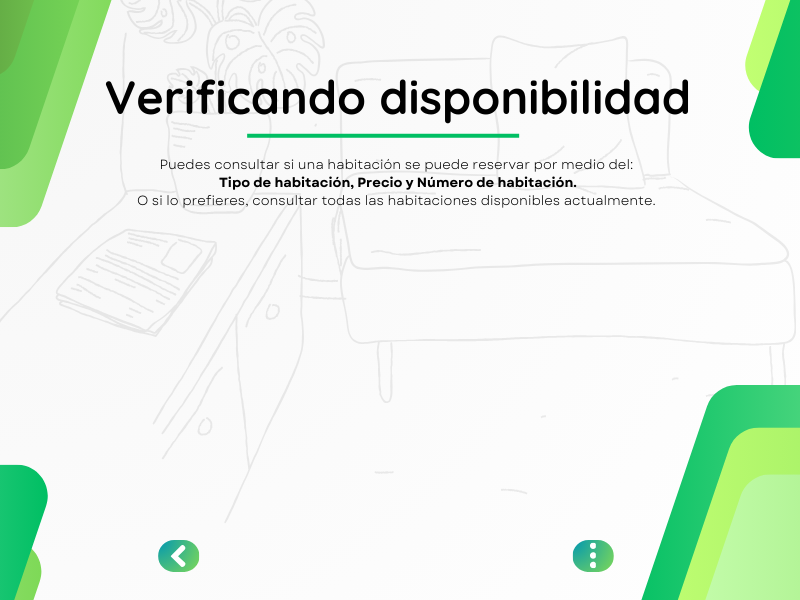 Verificando disponibilidad
Puedes consultar si una habitación se puede reservar por medio del:
Tipo de habitación, Precio y Número de habitación.
O si lo prefieres, consultar todas las habitaciones disponibles actualmente.